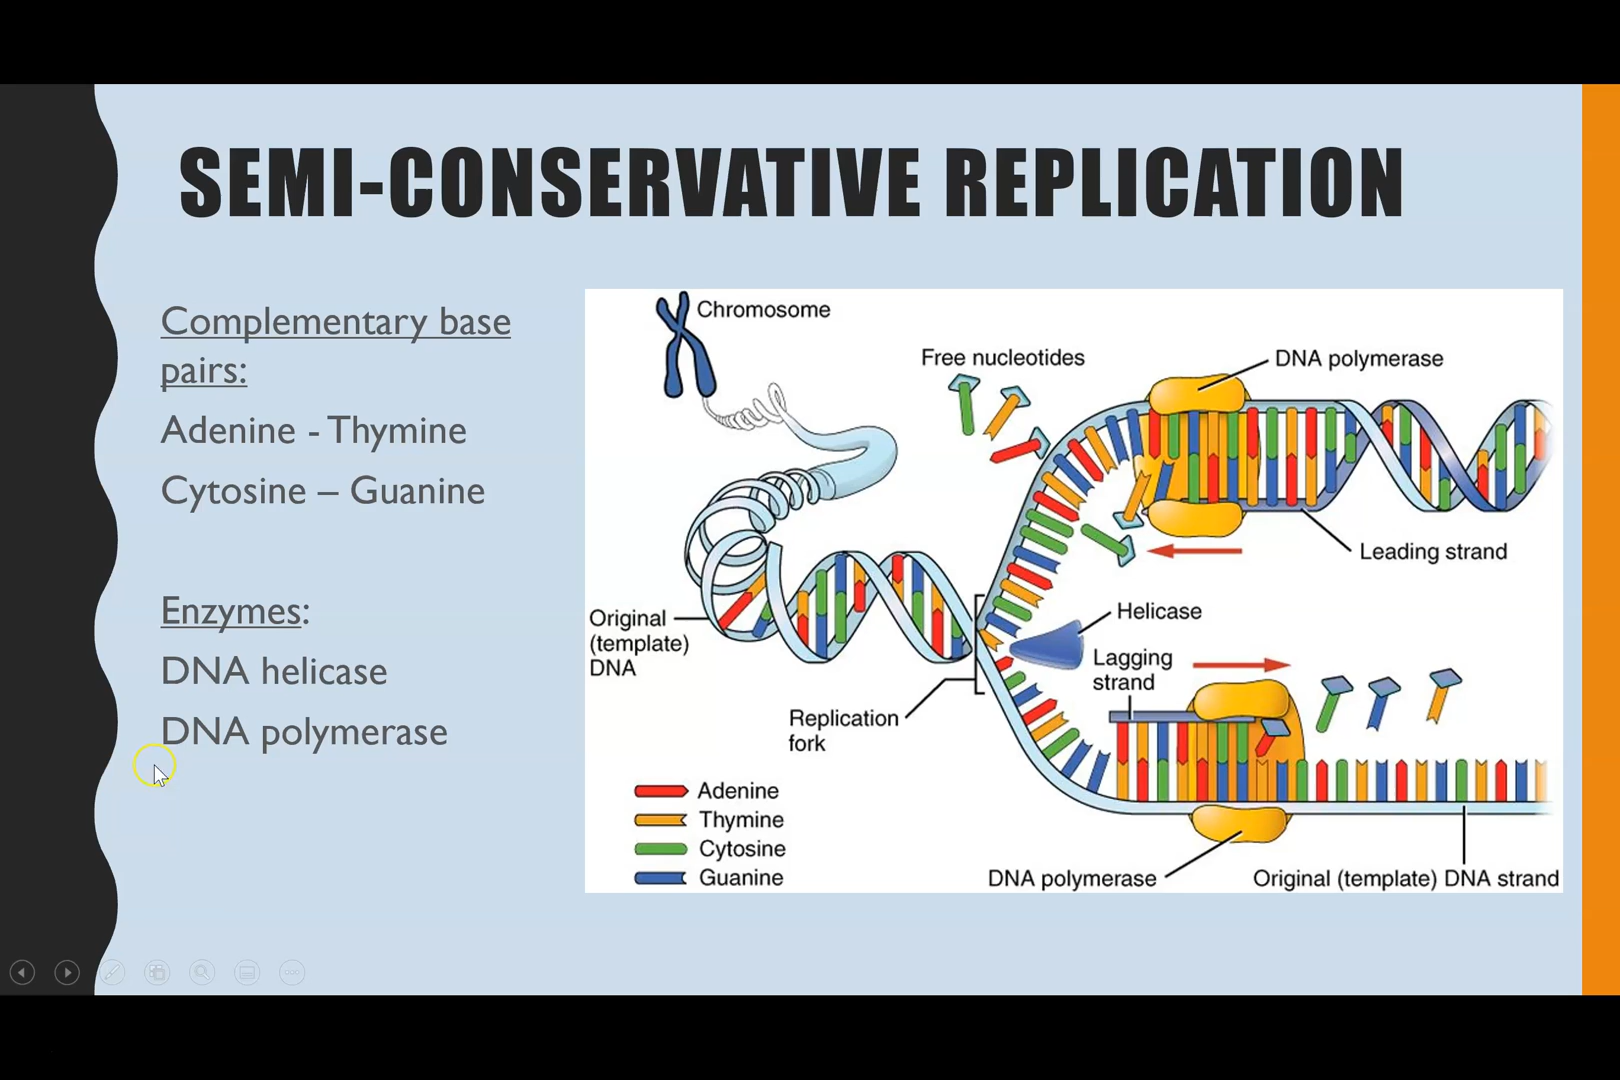 SEMI-CONSERVATIVE REPLICATION
Complementary base
pairs:
Adenine - Thymine
Cytosine – Guanine
Enzymes:
DNA helicase
DNA polymerase
Chromosome
Free nucleotides
DNA polymerase
Leading strand
Original
(template)
DNA
Helicase
Lagging
strand
Replication
fork
Adenine
Thymine
Cytosine
Guanine
DNA polymerase
Original (template) DNA strand